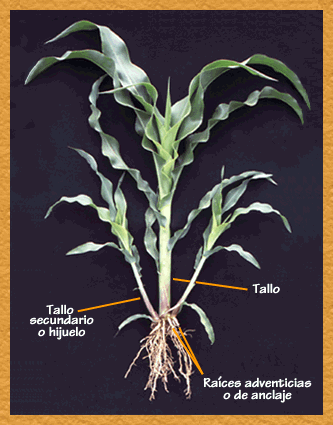 Tallo
Tallo
secundario
o hijuelo
Raíces adventicias
o de anclaje